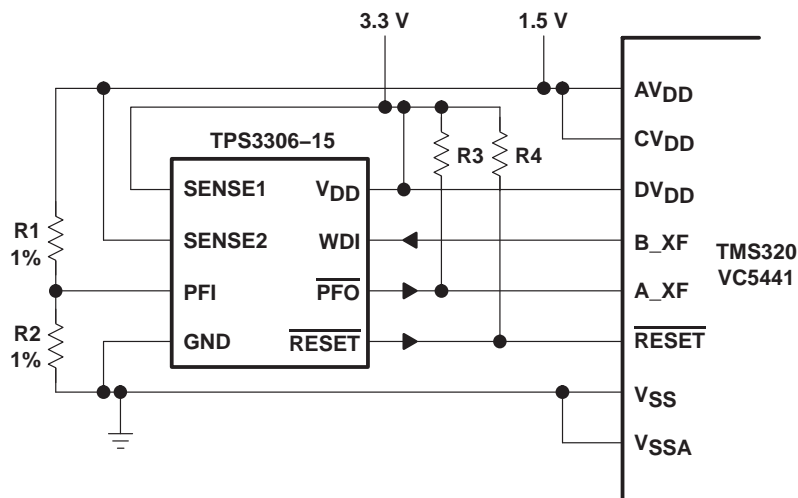 3.3 V
1.5 V
AVDD
CVDD
TPS3306–15
R3
R4
SENSE1
VDD
DVDD
R1
1%
SENSE2
WDI
B_XF
TMS320
VC5441
PFI
PFO
A_XF
R2
1%
GND
RESET
RESET
VSS
VSSA